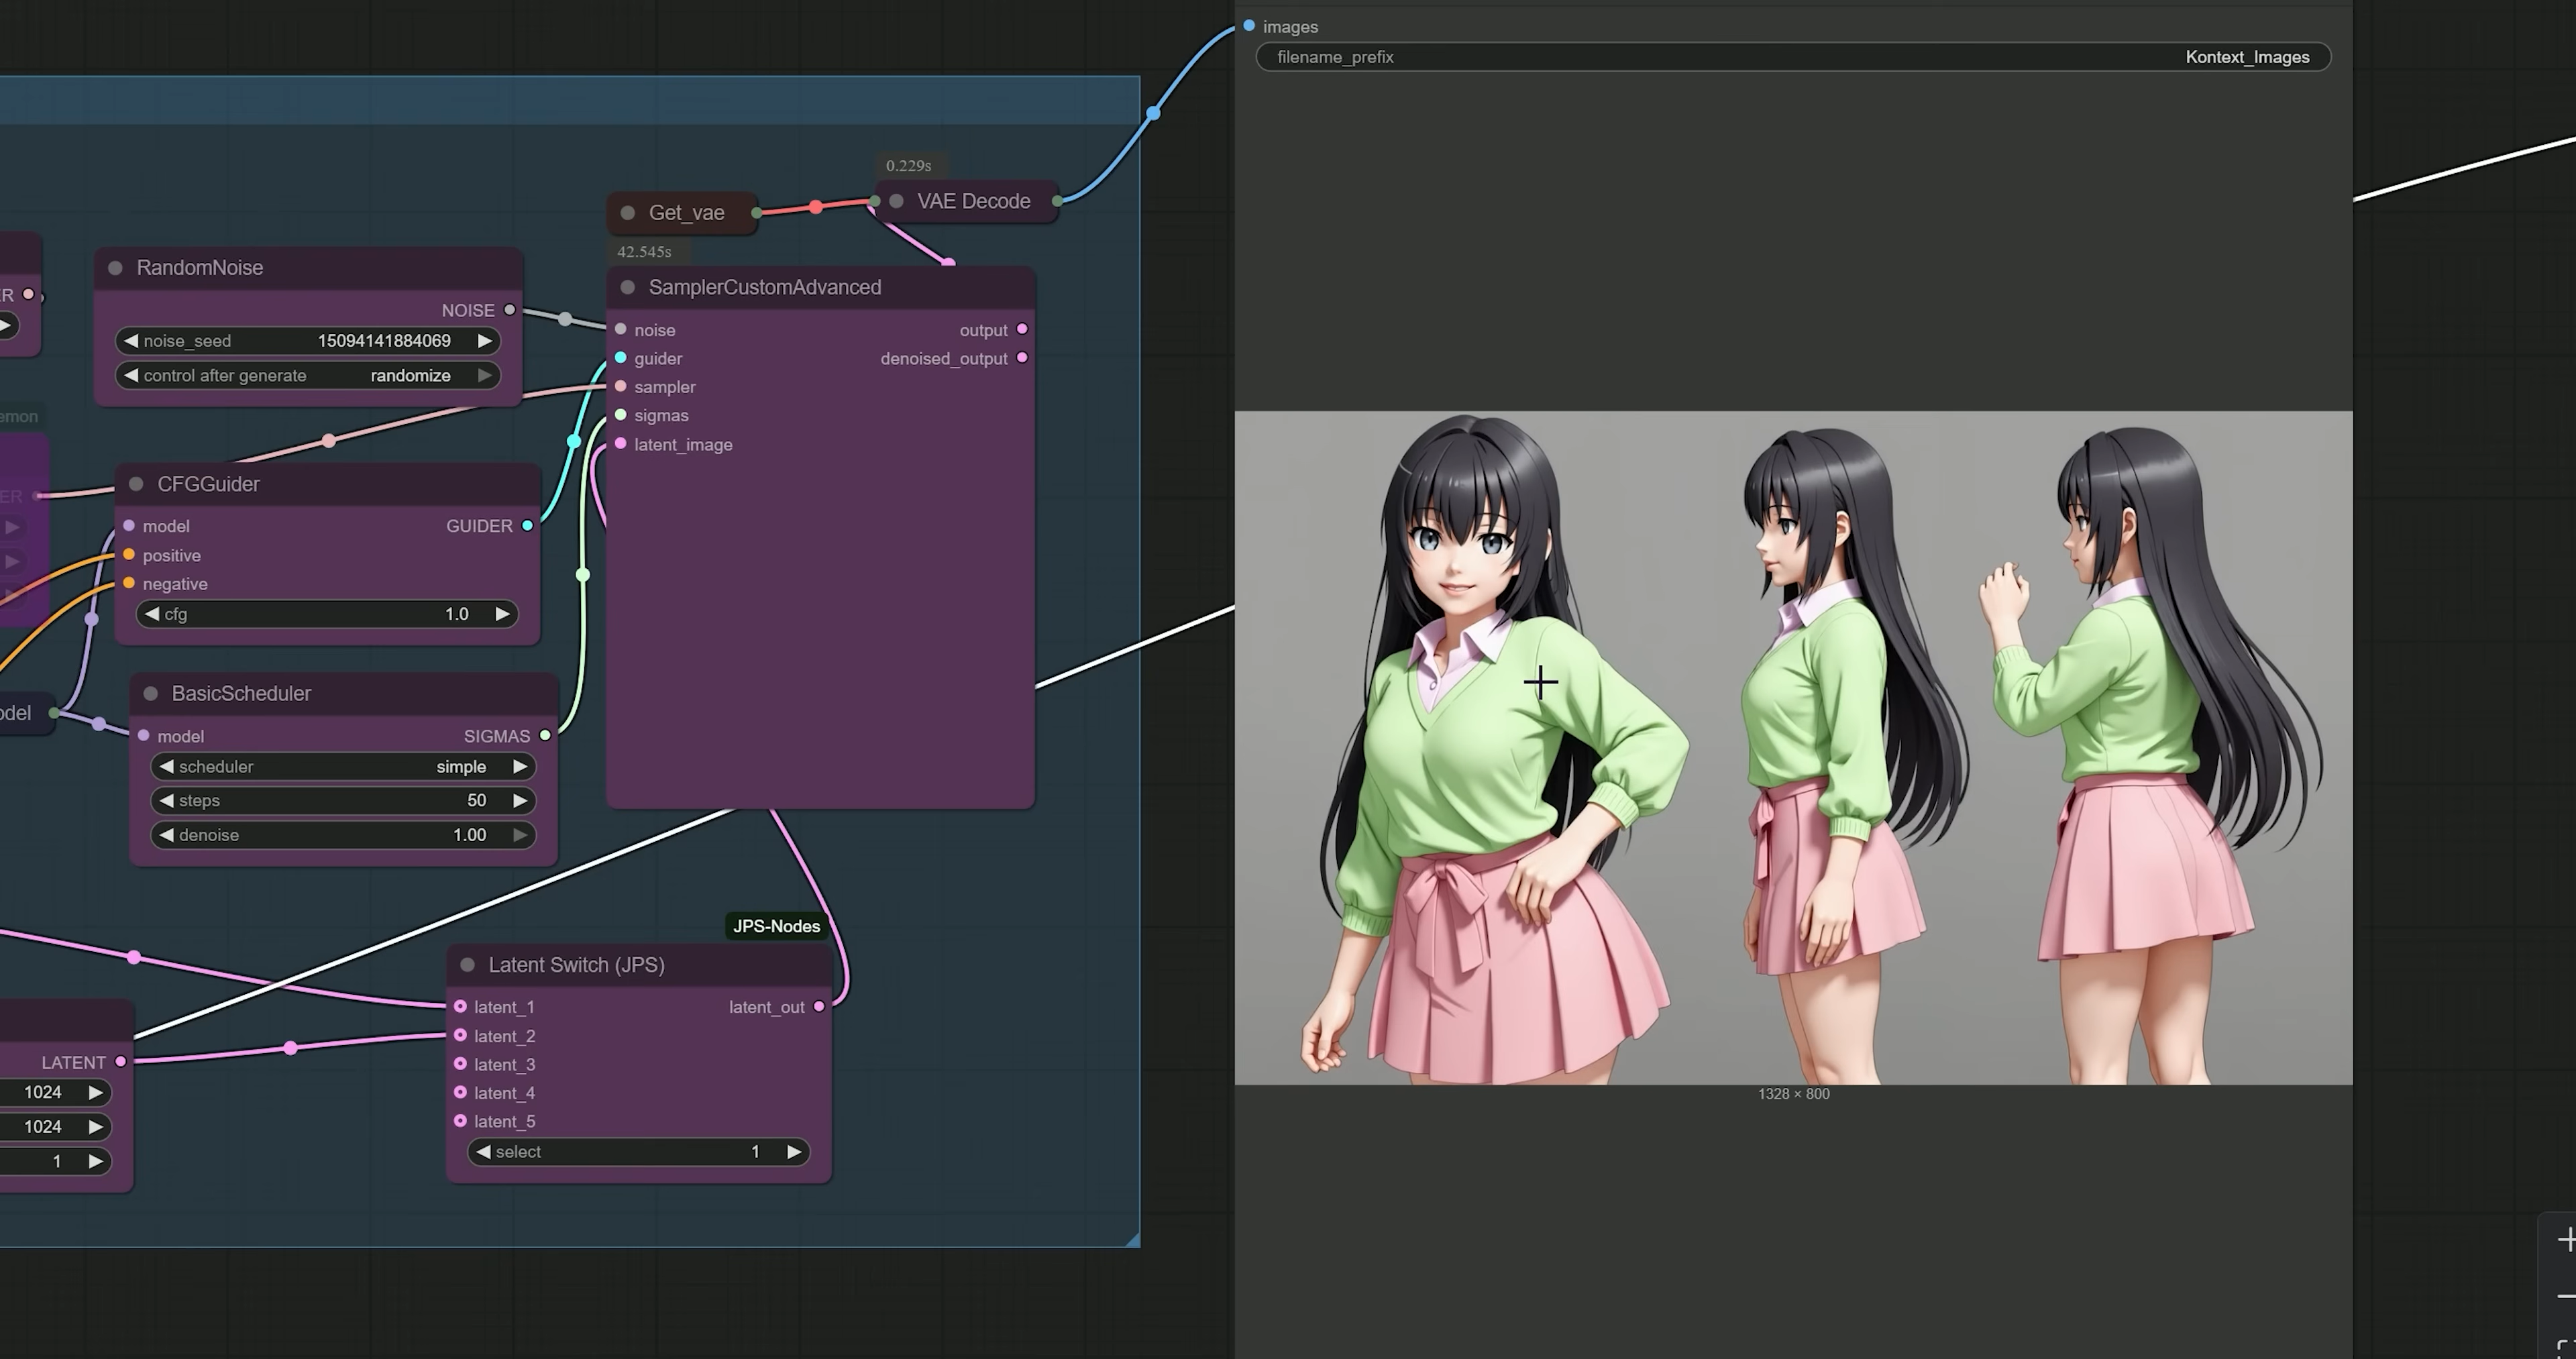 images
filename_prefix Kontext_Images
0.229s
VAE Decode
Get_vae
42.545s
RandomNoise
NOISE
noise_seed 15094141884069
control after generate randomize
SamplerCustomAdvanced
noise output
guider denoised_output
sampler
sigmas
latent_image
R
emon
ER
CFGGuider
model GUIDER
positive
negative
cfg 1.0
odel
BasicScheduler
model SIGMAS
scheduler simple
steps 50
denoise 1.00
JPS-Nodes
Latent Switch (JPS)
latent_1 latent_out
latent_2
latent_3
latent_4
latent_5
select 1
LATENT
1024
1024
1
1328 × 800